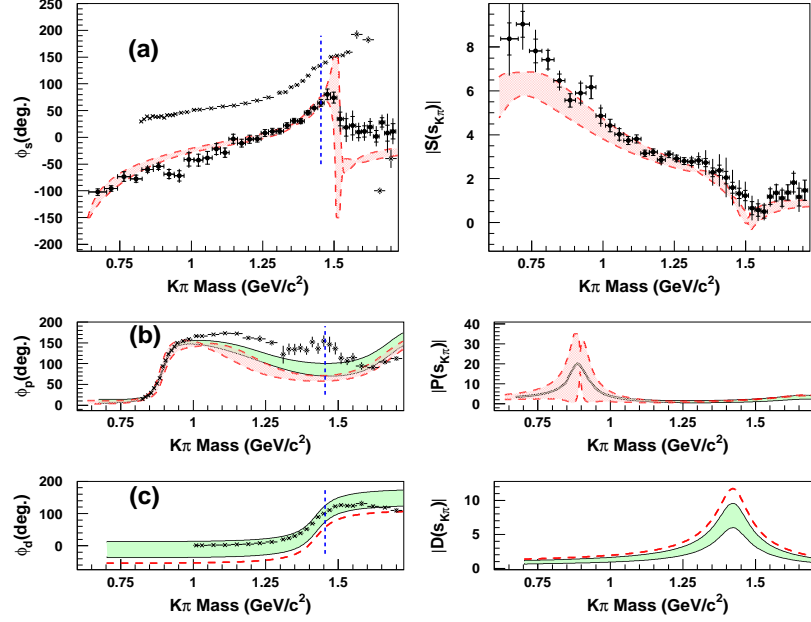 (a)
φs(deg.)
250
200
150
100
50
0
-50
-100
-150
-200
-250
0.75 1 1.25 1.5
Kπ Mass (GeV/c²)
|S(sKπ)|
8
6
4
2
0
0.75 1 1.25 1.5
Kπ Mass (GeV/c²)
(b)
φp(deg.)
200
150
100
50
0
0.75 1 1.25 1.5
Kπ Mass (GeV/c²)
|P(sKπ)|
40
30
20
10
0
0.75 1 1.25 1.5
Kπ Mass (GeV/c²)
(c)
φd(deg.)
200
100
0
0.75 1 1.25 1.5
Kπ Mass (GeV/c²)
|D(sKπ)|
10
5
0
0.75 1 1.25 1.5
Kπ Mass (GeV/c²)